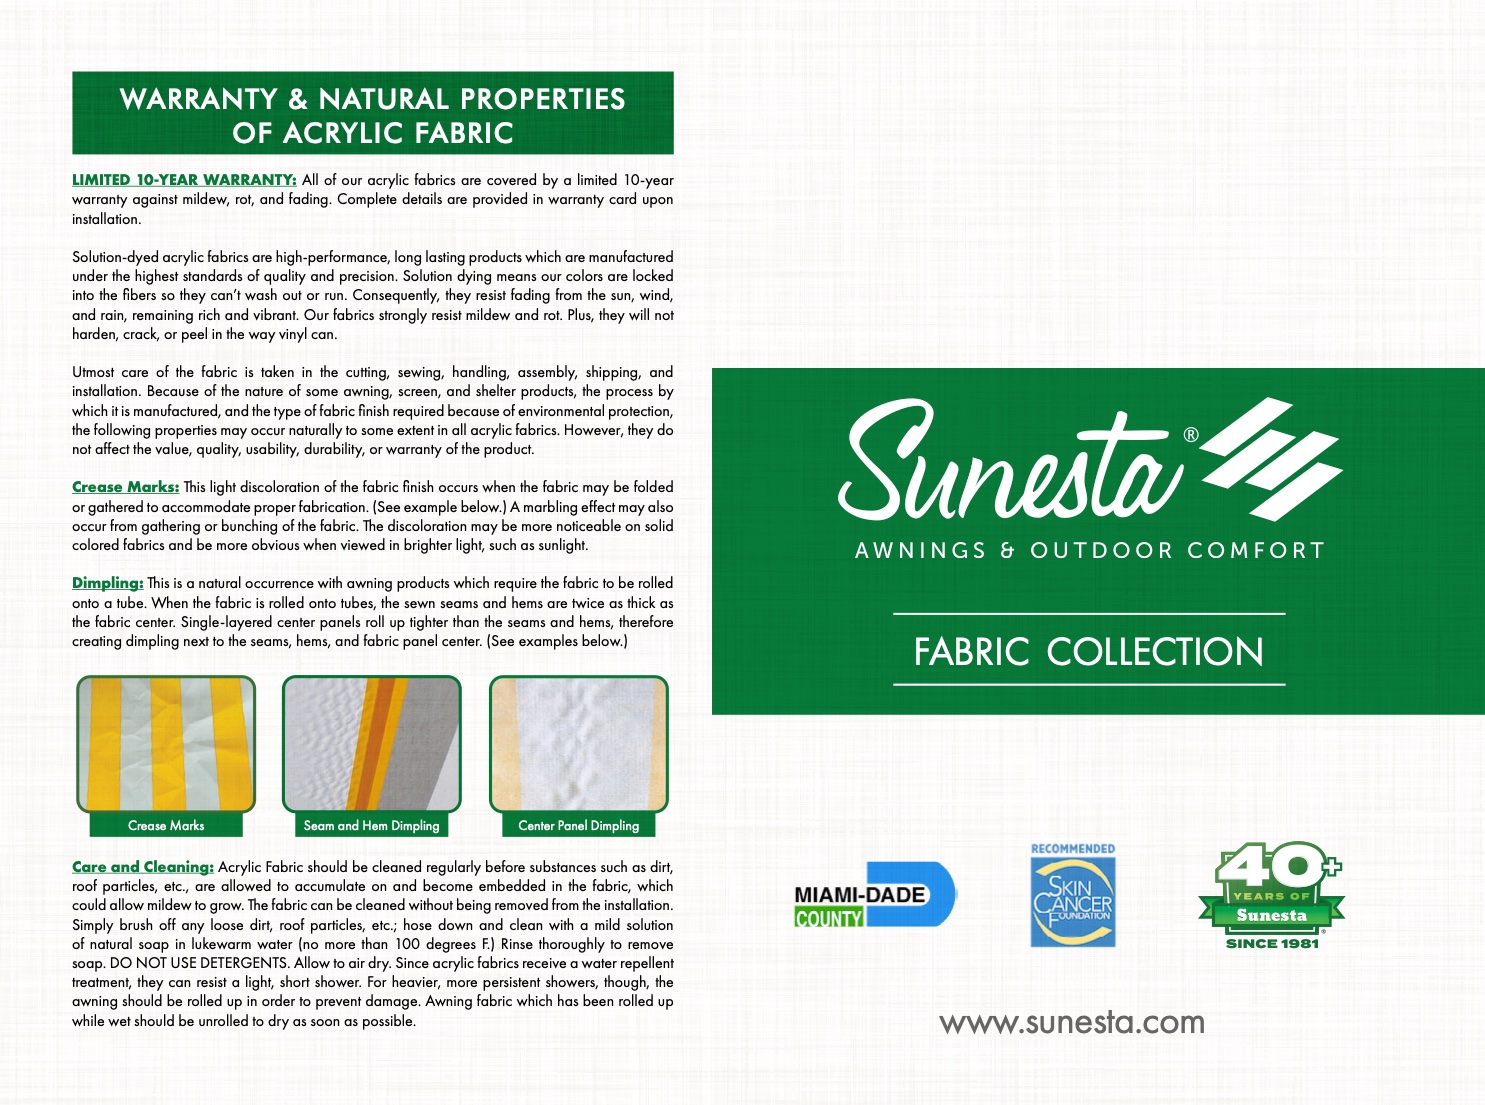 WARRANTY & NATURAL PROPERTIES
OF ACRYLIC FABRIC
LIMITED 10-YEAR WARRANTY: All of our acrylic fabrics are covered by a limited 10-year
warranty against mildew, rot, and fading. Complete details are provided in warranty card upon
installation.
Solution-dyed acrylic fabrics are high-performance, long lasting products which are manufactured
under the highest standards of quality and precision. Solution dying means our colors are locked
into the fibers so they can't wash out or run. Consequently, they resist fading from the sun, wind,
and rain, remaining rich and vibrant. Our fabrics strongly resist mildew and rot. Plus, they will not
harden, crack, or peel in the way vinyl can.
Utmost care of the fabric is taken in the cutting, sewing, handling, assembly, shipping, and
installation. Because of the nature of some awning, screen, and shelter products, the process by
which it is manufactured, and the type of fabric finish required because of environmental protection,
the following properties may occur naturally to some extent in all acrylic fabrics. However, they do
not affect the value, quality, usability, durability, or warranty of the product.
Crease Marks: This light discoloration of the fabric finish occurs when the fabric may be folded
or gathered to accommodate proper fabrication. (See example below.) A marbling effect may also
occur from gathering or bunching of the fabric. The discoloration may be more noticeable on solid
colored fabrics and be more obvious when viewed in brighter light, such as sunlight.
Dimpling: This is a natural occurrence with awning products which require the fabric to be rolled
onto a tube. When the fabric is rolled onto tubes, the sewn seams and hems are twice as thick as
the fabric center. Single-layered center panels roll up tighter than the seams and hems, therefore
creating dimpling next to the seams, hems, and fabric panel center. (See examples below.)
Crease Marks
Seam and Hem Dimpling
Center Panel Dimpling
Care and Cleaning: Acrylic Fabric should be cleaned regularly before substances such as dirt,
roof particles, etc., are allowed to accumulate on and become embedded in the fabric, which
could allow mildew to grow. The fabric can be cleaned without being removed from the installation.
Simply brush off any loose dirt, roof particles, etc.; hose down and clean with a mild solution
of natural soap in lukewarm water (no more than 100 degrees F.) Rinse thoroughly to remove
soap. DO NOT USE DETERGENTS. Allow to air dry. Since acrylic fabrics receive a water repellent
treatment, they can resist a light, short shower. For heavier, more persistent showers, though, the
awning should be rolled up in order to prevent damage. Awning fabric which has been rolled up
while wet should be unrolled to dry as soon as possible.
Sunesta®
AWNINGS & OUTDOOR COMFORT
FABRIC COLLECTION
MIAMI-DADE
COUNTY
RECOMMENDED
SKIN
CANCER
FOUNDATION
40+
YEARS OF
Sunesta®
SINCE 1981
www.sunesta.com